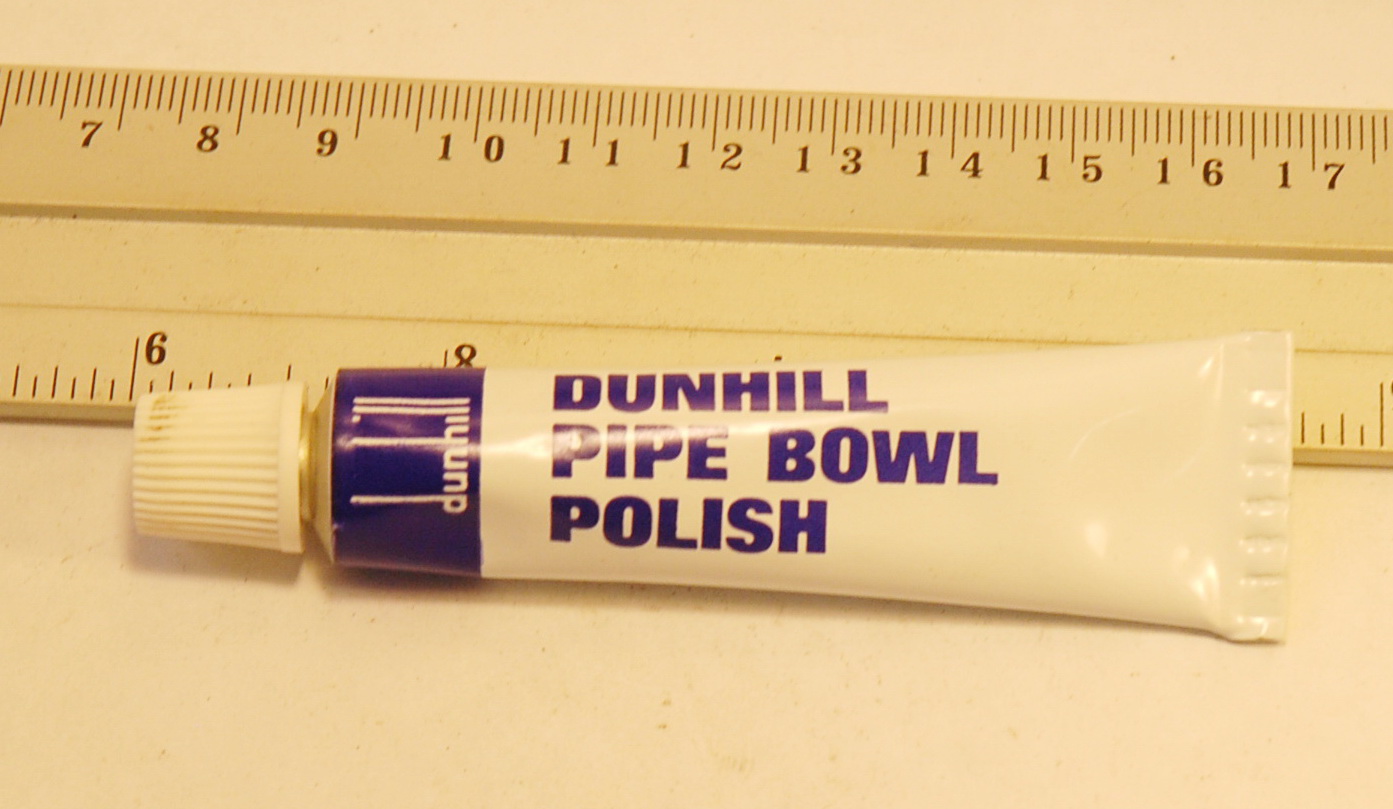 7 8 9 10 11 12 13 14 15 16 17
6 8
dunhill
DUNHILL
PIPE BOWL
POLISH